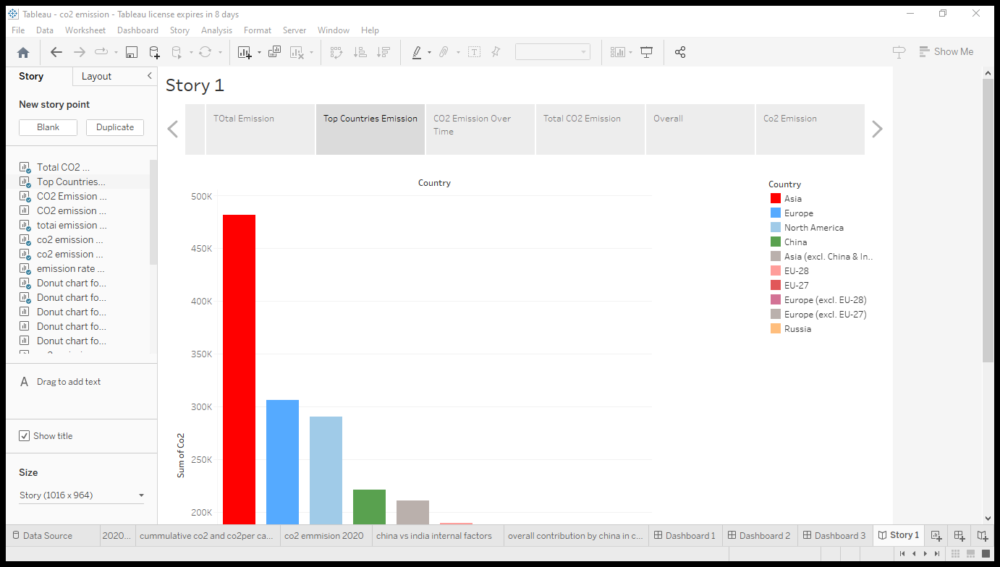 Tableau - co2 emission - Tableau license expires in 8 days
File Data Worksheet Dashboard Story Analysis Format Server Window Help
Show Me
Story Layout
New story point
Blank Duplicate
Total CO2 ...
Top Countries...
CO2 Emission ...
CO2 emission ...
totai emission ...
co2 emission ...
co2 emission ...
emission rate ...
Donut chart fo...
Donut chart fo...
Donut chart fo...
Donut chart fo...
Donut chart fo...
A Drag to add text
Show title
Size
Story (1016 x 964)
Story 1
TOtal Emission
Top Countries Emission
CO2 Emission Over
Time
Total CO2 Emission
Overall
Co2 Emission
Country
500K
450K
400K
350K
300K
250K
200K
Sum of Co2
Country
Asia
Europe
North America
China
Asia (excl. China & In..
EU-28
EU-27
Europe (excl. EU-28)
Europe (excl. EU-27)
Russia
Data Source 2020... cummulative co2 and co2per ca... co2 emmision 2020 china vs india internal factors overall contribution by china in c... Dashboard 1 Dashboard 2 Dashboard 3 Story 1